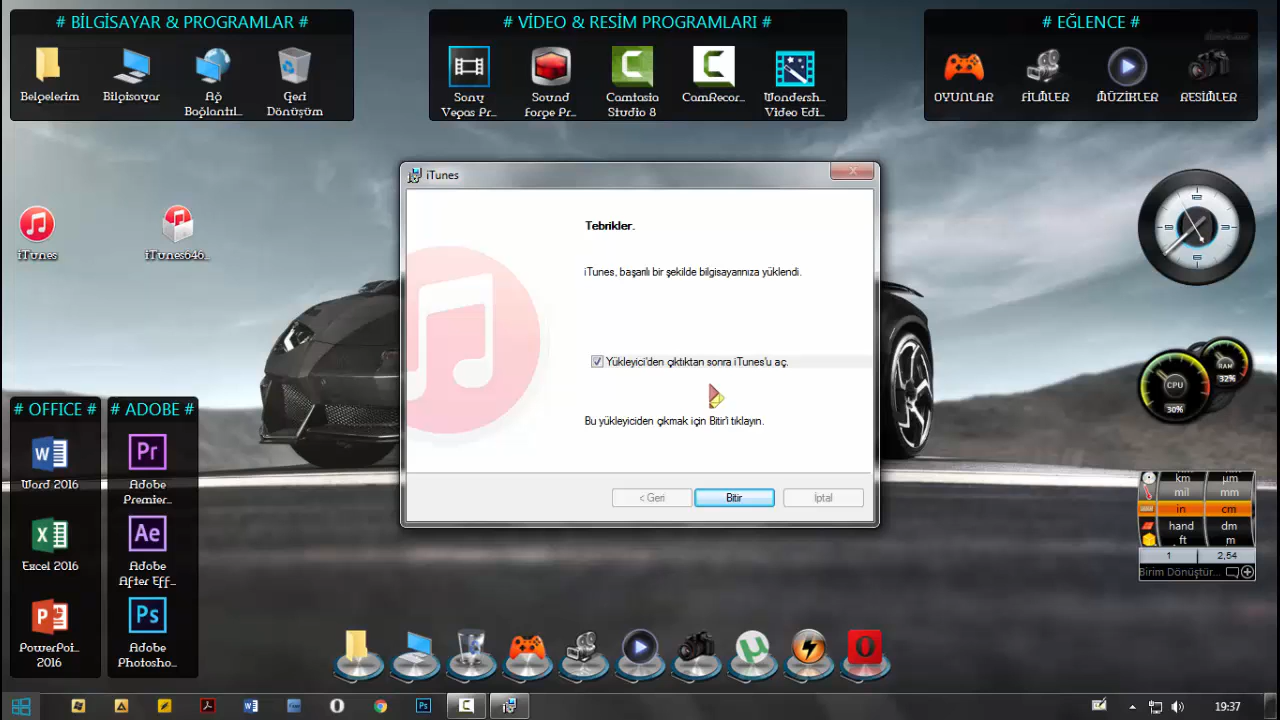 # BİLGİSAYAR & PROGRAMLAR #
Belgelerim
Bilgisayar
Ağ
Bağlantıl...
Geri
Dönüşüm
# VİDEO & RESİM PROGRAMLARI #
Sony
Vegas Pr...
Sound
forge Pr...
Camtasia
Studio 8
CamRecor...
Wondersh...
Video Edi...
# EĞLENCE #
OYUNLAR
FİLMLER
MÜZİKLER
RESİMLER
iTunes
iTunes646...
iTunes
Tebrikler.
iTunes, başarılı bir şekilde bilgisayarınıza yüklendi.
Yükleyici'den çıktıktan sonra iTunes'u aç.
Bu yükleyiciden çıkmak için Bitir'i tıklayın.
< Geri
Bitir
İptal
CPU
30%
RAM
32%
km
µm
mil
mm
in
cm
hand
dm
ft
m
1
2,54
Birim Dönüştür...
# OFFICE #
Word 2016
Excel 2016
PowerPoi...
2016
# ADOBE #
Pr
Adobe
Premier...
Ae
Adobe
After Eff...
Ps
Adobe
Photosho...
19:37